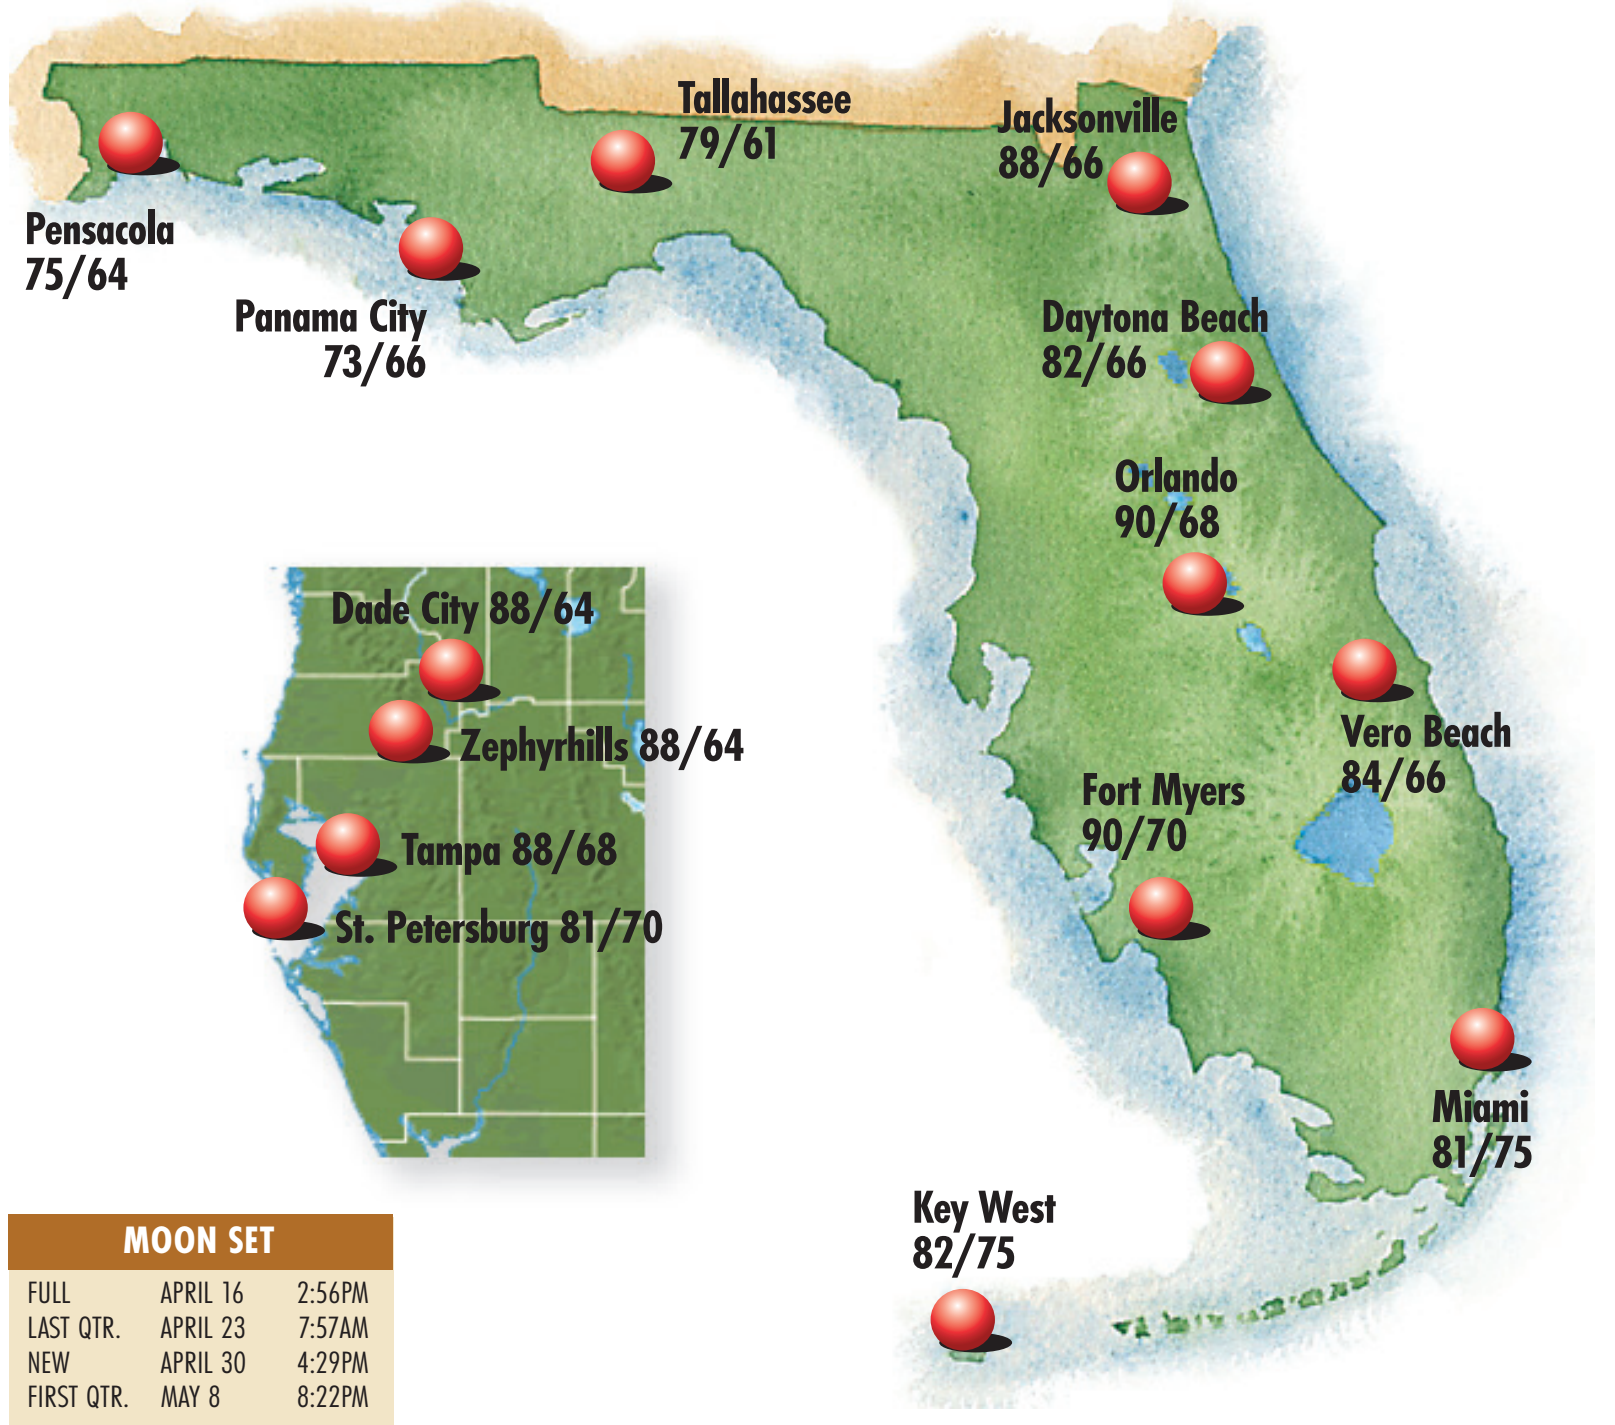 Tallahassee
79/61
Jacksonville
88/66
Pensacola
75/64
Panama City
73/66
Daytona Beach
82/66
Orlando
90/68
Dade City 88/64
Zephyrhills 88/64
Tampa 88/68
St. Petersburg 81/70
Vero Beach
84/66
Fort Myers
90/70
Miami
81/75
Key West
82/75
MOON SET
FULL APRIL 16 2:56PM
LAST QTR. APRIL 23 7:57AM
NEW APRIL 30 4:29PM
FIRST QTR. MAY 8 8:22PM